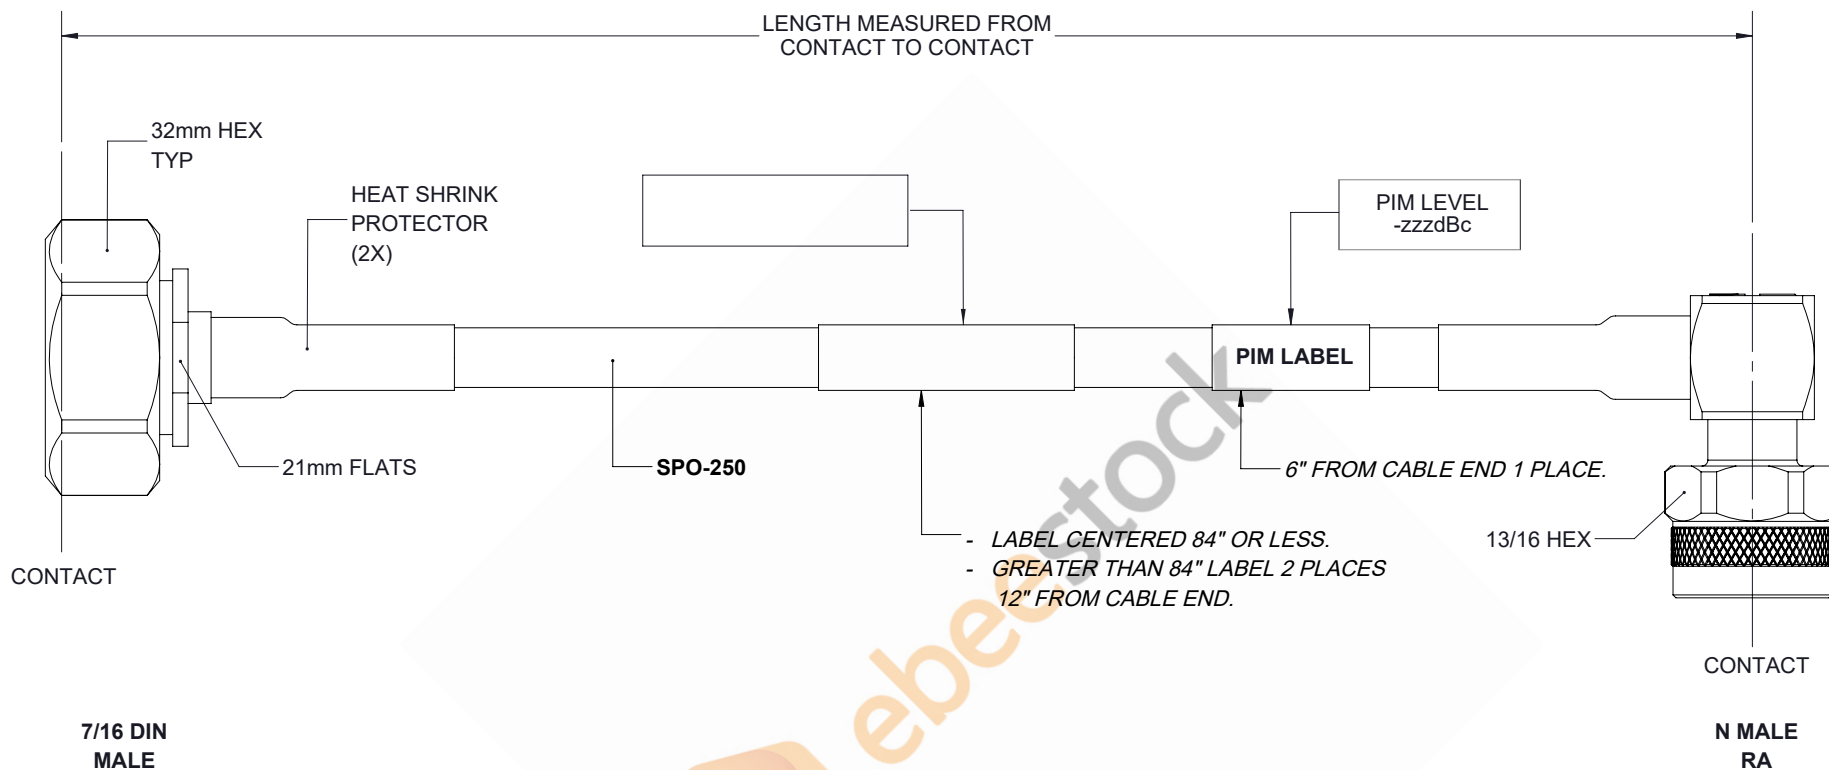 LENGTH MEASURED FROM
CONTACT TO CONTACT
32mm HEX
TYP
HEAT SHRINK
PROTECTOR
(2X)
PIM LEVEL
-zzzdBc
PIM LABEL
21mm FLATS
SPO-250
6" FROM CABLE END 1 PLACE.
- LABEL CENTERED 84" OR LESS.
- GREATER THAN 84" LABEL 2 PLACES
12" FROM CABLE END.
13/16 HEX
CONTACT
CONTACT
7/16 DIN
MALE
N MALE
RA
ebeestock